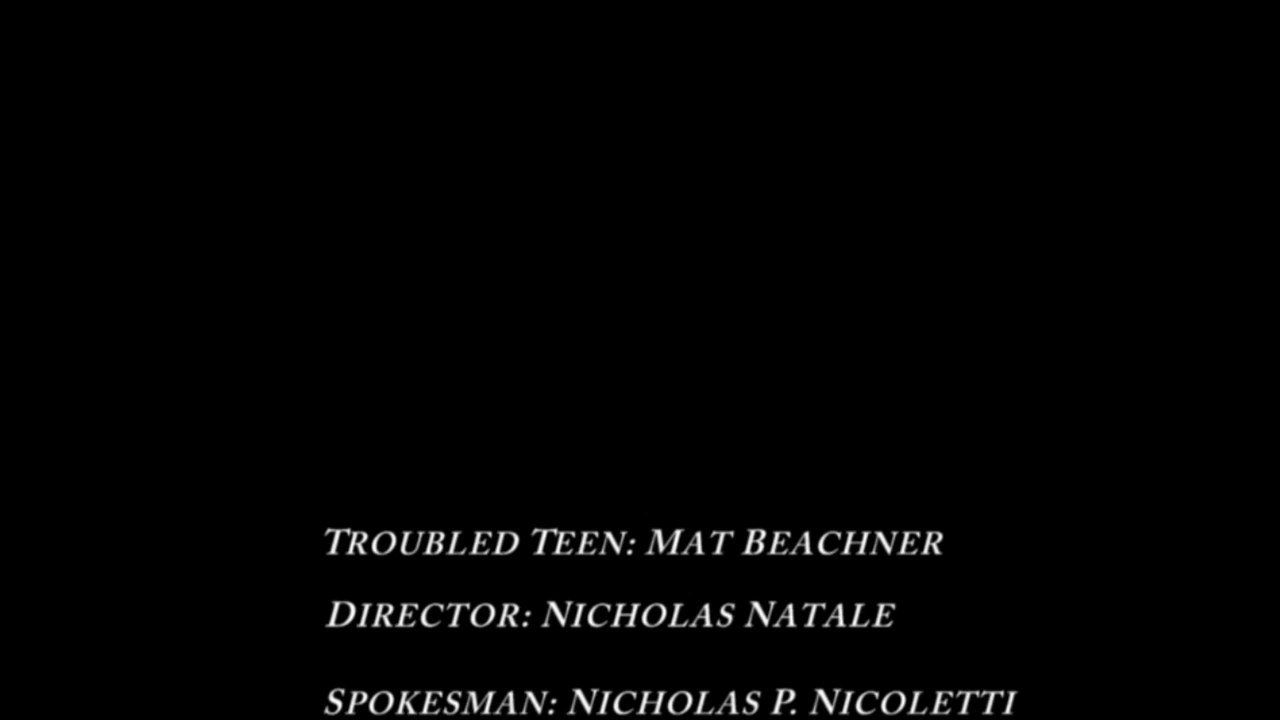 Troubled Teen: Mat Beachner
Director: Nicholas Natale
Spokesman: Nicholas P. Nicoletti